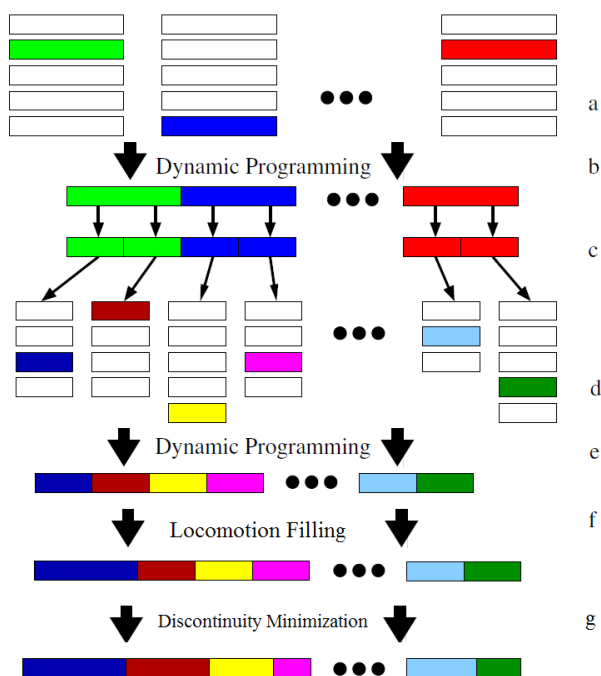 a
Dynamic Programming b
c
d
Dynamic Programming e
Locomotion Filling f
Discontinuity Minimization g